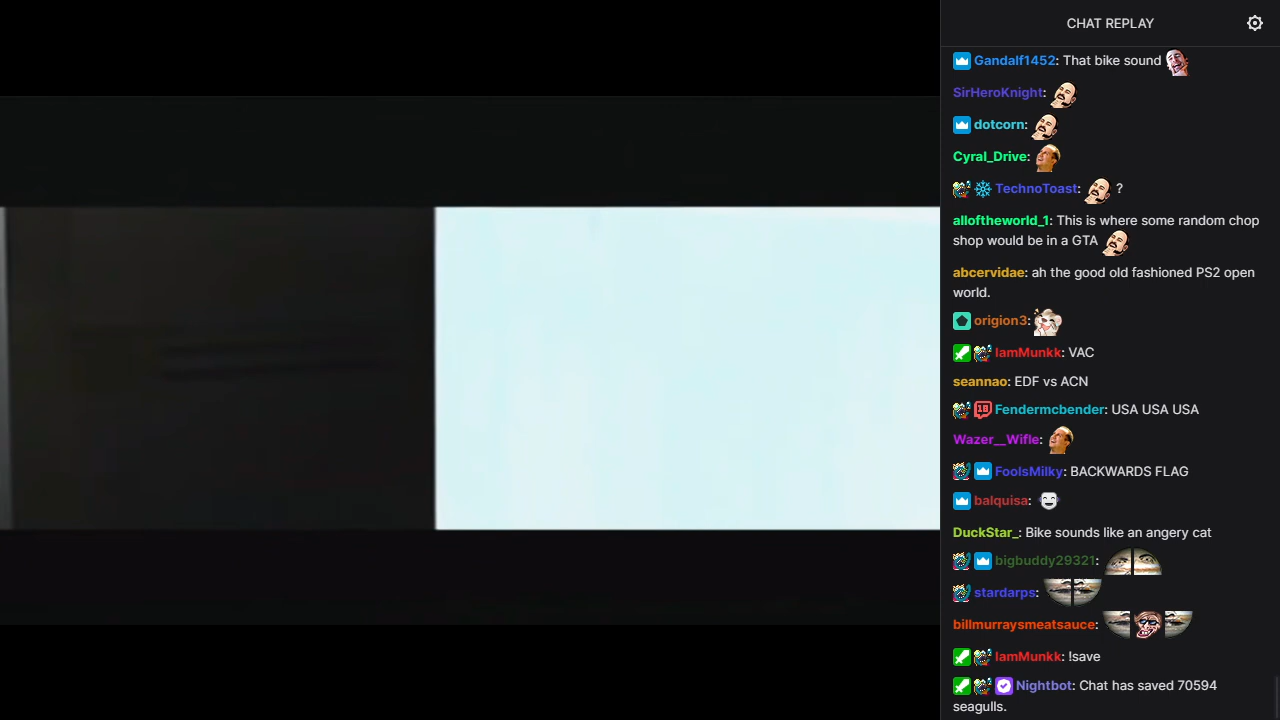 CHAT REPLAY
Gandalf1452: That bike sound
SirHeroKnight:
dotcorn:
Cyral_Drive:
TechnoToast: ?
alloftheworld_1: This is where some random chop
shop would be in a GTA
abcervidae: ah the good old fashioned PS2 open
world.
origion3:
IamMunkk: VAC
seannao: EDF vs ACN
18 Fendermcbender: USA USA USA
Wazer__Wifle:
FoolsMilky: BACKWARDS FLAG
balquisa:
DuckStar_: Bike sounds like an angery cat
bigbuddy29321:
stardarps:
billmurraysmeatsauce:
IamMunkk: !save
Nightbot: Chat has saved 70594
seagulls.